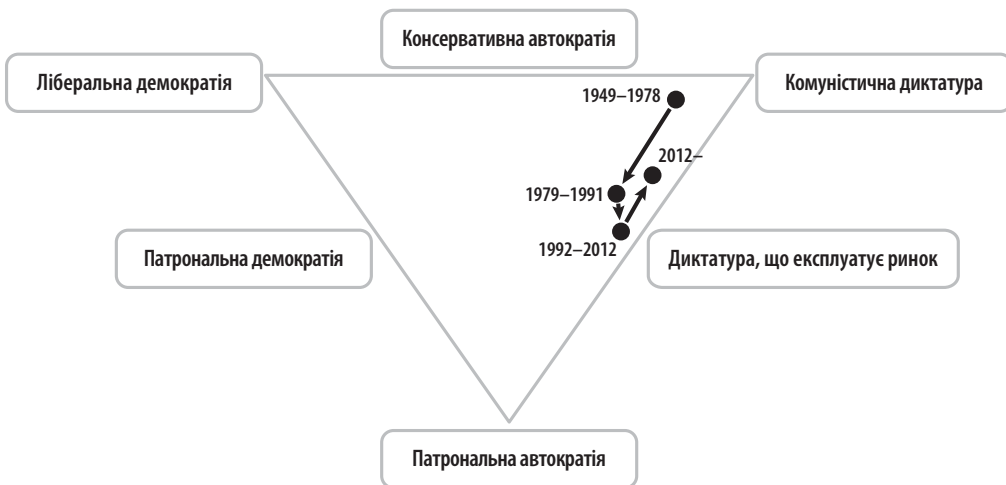 Консервативна автократія
Ліберальна демократія
Комуністична диктатура
1949–1978
2012–
1979–1991
1992–2012
Патрональна демократія
Диктатура, що експлуатує ринок
Патрональна автократія